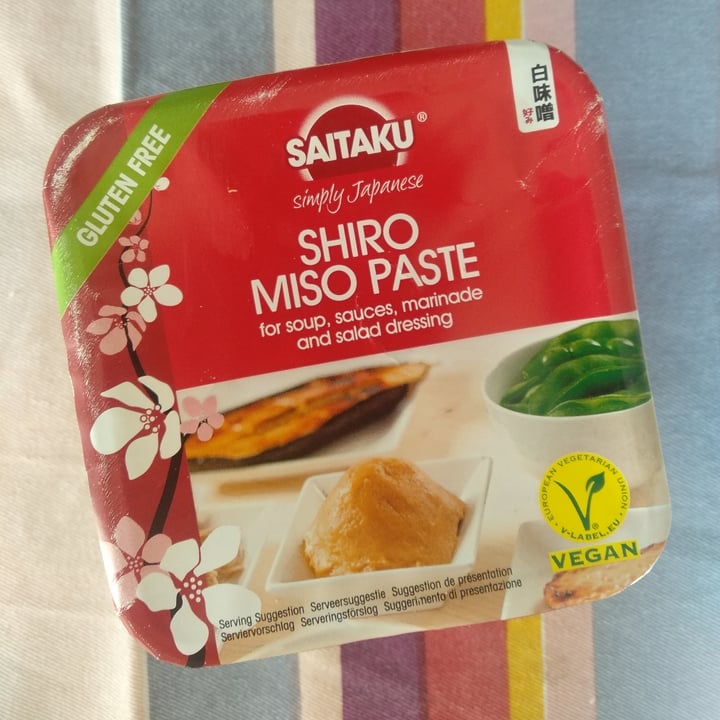 GLUTEN FREE
白味噌
好み
SAITAKU®
simply Japanese
SHIRO
MISO PASTE
for soup, sauces, marinade
and salad dressing
EUROPEAN VEGETARIAN UNION
V-LABEL.EU
VEGAN
Serving Suggestion Serveersuggestie Suggestion de présentation
Serviervorschlag Serveringsförslag Suggerimento di presentazione